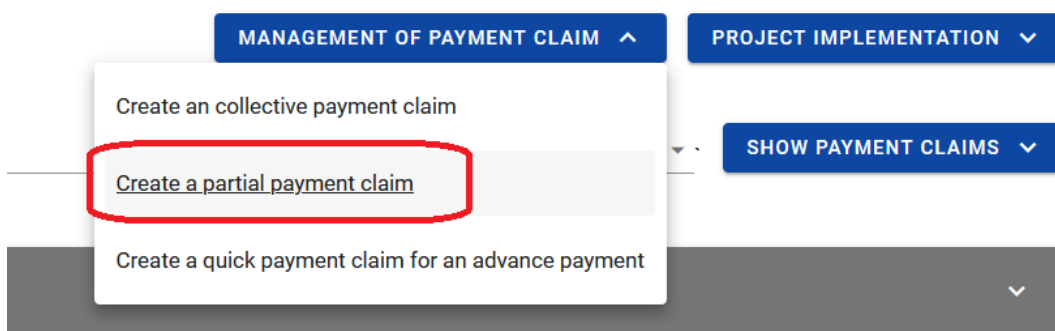 MANAGEMENT OF PAYMENT CLAIM
PROJECT IMPLEMENTATION
Create an collective payment claim
SHOW PAYMENT CLAIMS
Create a partial payment claim
Create a quick payment claim for an advance payment